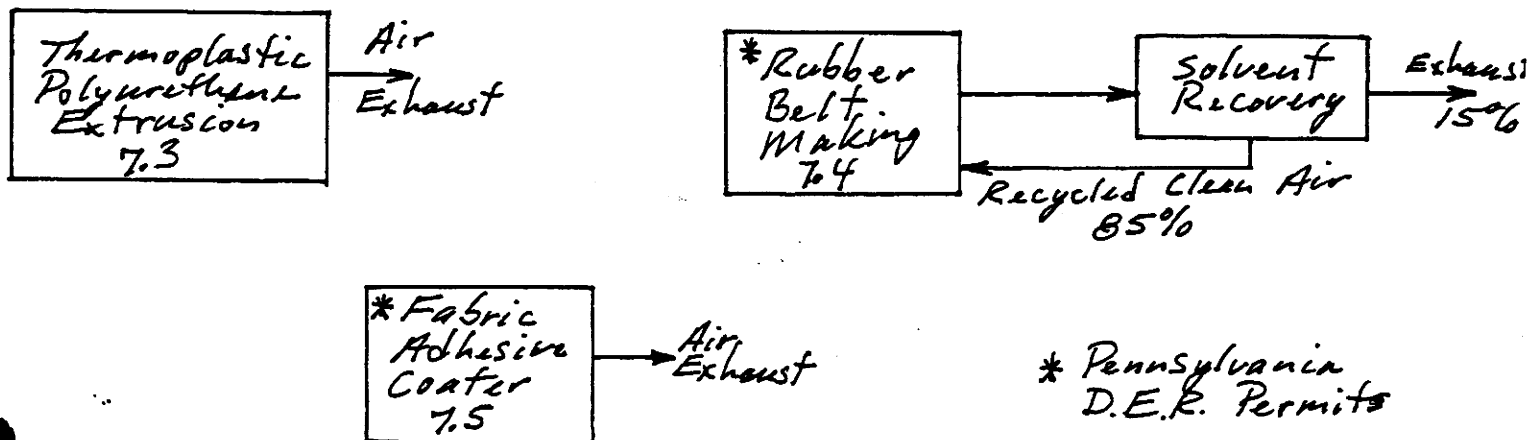 Thermoplastic
Polyurethane
Extrusion
7.3
Air
Exhaust
*Rubber
Belt
Making
7.4
Solvent
Recovery
Exhaust
15%
Recycled Clean Air
85%
*Fabric
Adhesive
Coater
7.5
Air
Exhaust
* Pennsylvania
D.E.R. Permits